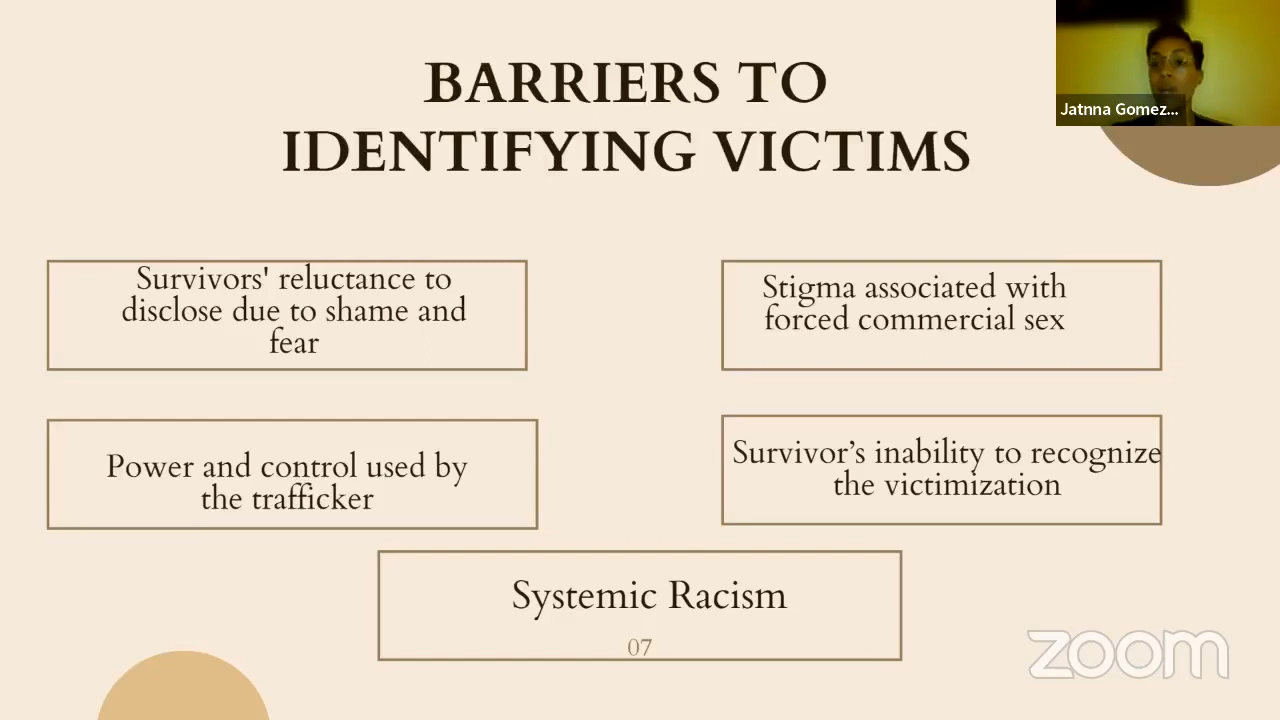 BARRIERS TO
IDENTIFYING VICTIMS
Jatnna Gomez...
Survivors' reluctance to
disclose due to shame and
fear
Stigma associated with
forced commercial sex
Power and control used by
the trafficker
Survivor’s inability to recognize
the victimization
Systemic Racism
07
zoom